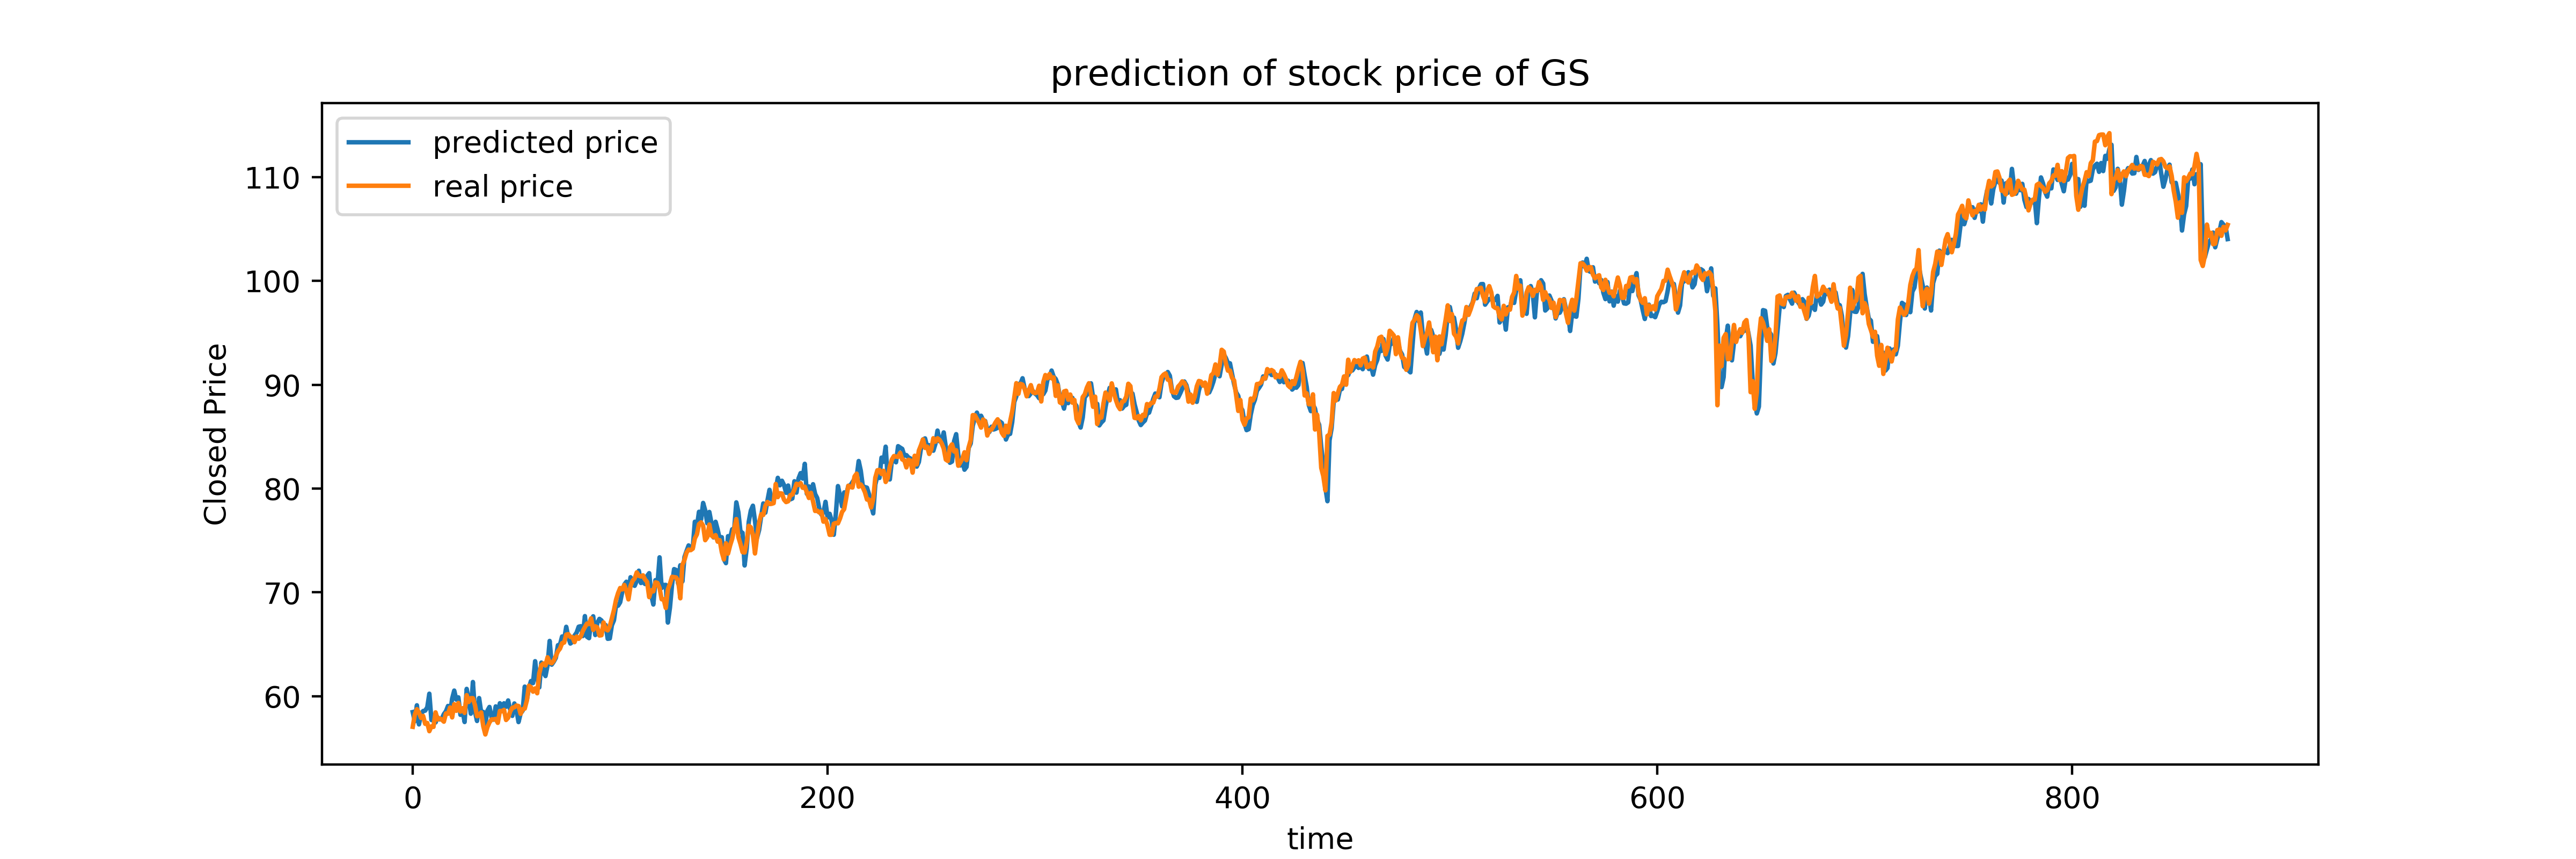 prediction of stock price of GS
predicted price
real price
Closed Price
110
100
90
80
70
60
0 200 400 600 800
time